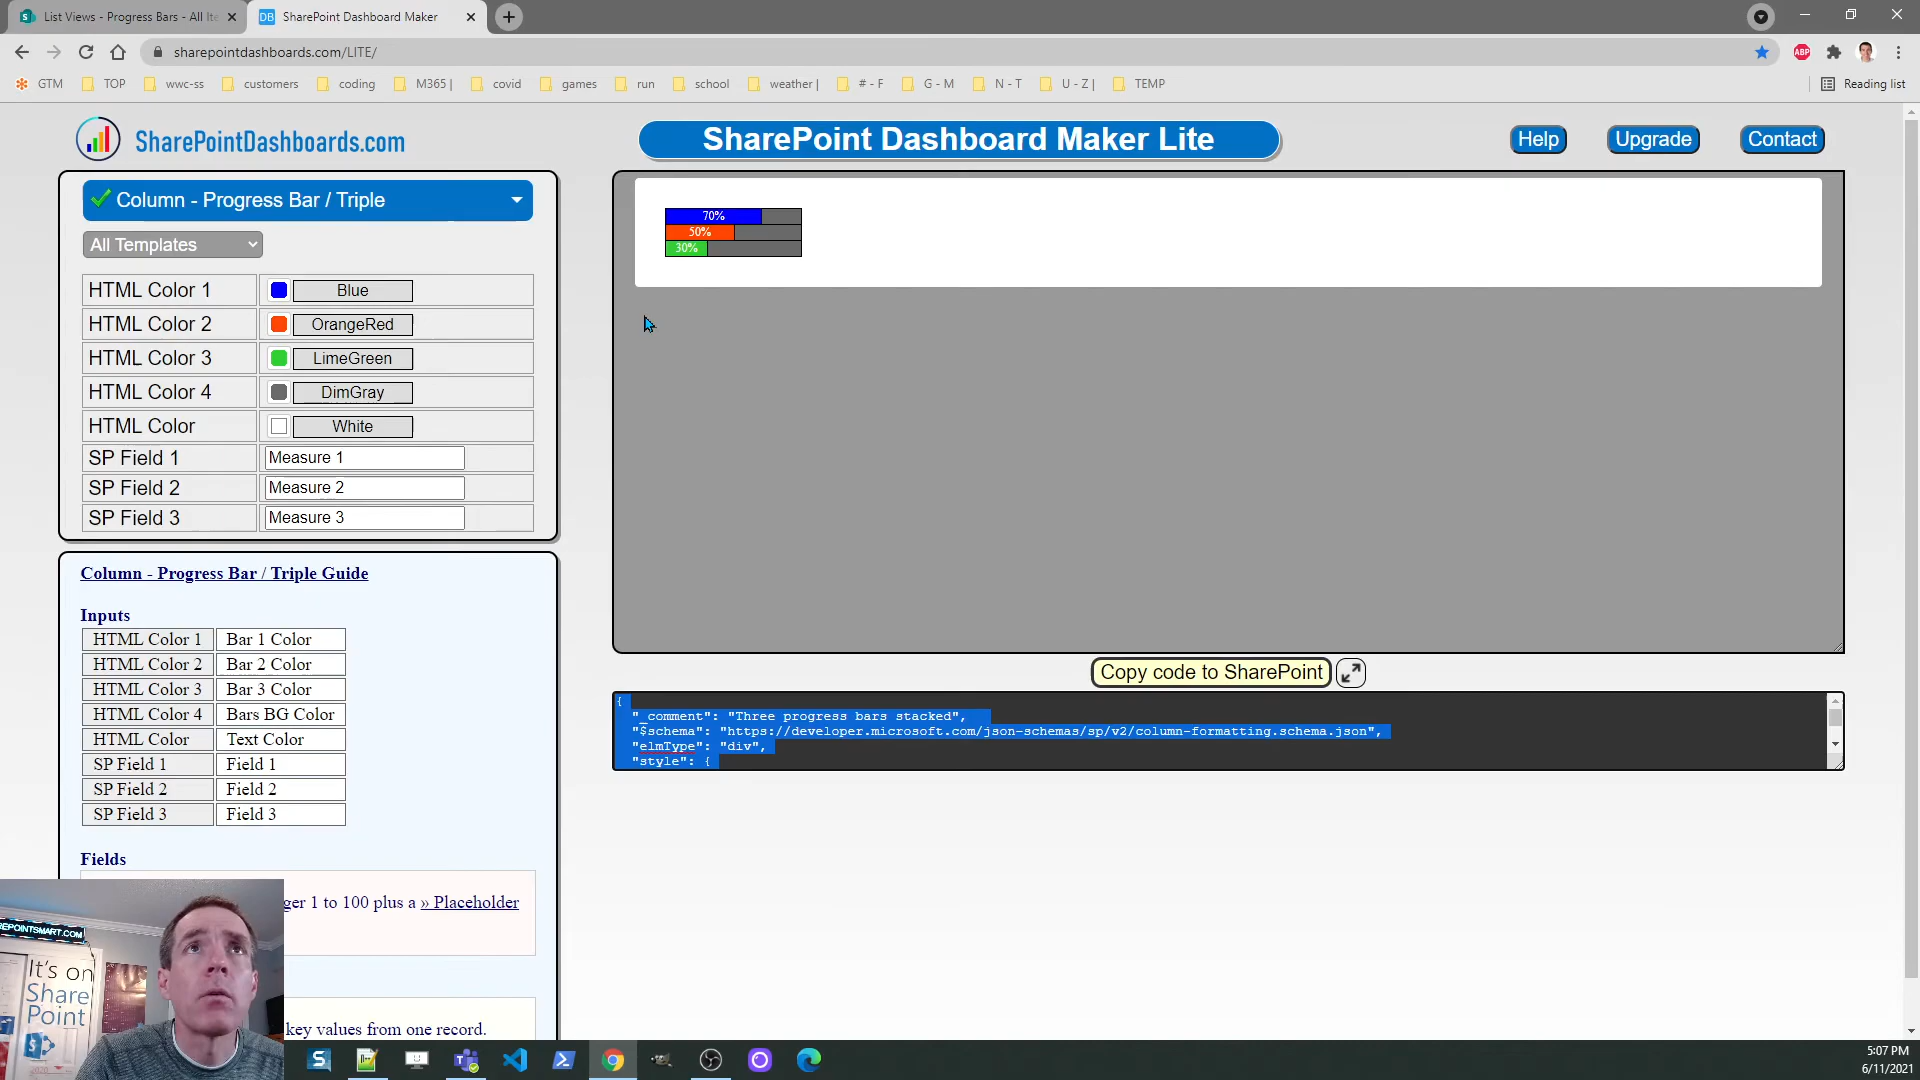 List Views - Progress Bars - All Ite
SharePoint Dashboard Maker
sharepointdashboards.com/LITE/
GTM
TOP
wwc-ss
customers
coding
M365 |
covid
games
run
school
weather |
# - F
G - M
N - T
U - Z |
TEMP
Reading list
SharePointDashboards.com
SharePoint Dashboard Maker Lite
Help
Upgrade
Contact
Column - Progress Bar / Triple
All Templates
HTML Color 1 Blue
HTML Color 2 OrangeRed
HTML Color 3 LimeGreen
HTML Color 4 DimGray
HTML Color White
SP Field 1 Measure 1
SP Field 2 Measure 2
SP Field 3 Measure 3
70%
50%
30%
Column - Progress Bar / Triple Guide
Inputs
HTML Color 1 Bar 1 Color
HTML Color 2 Bar 2 Color
HTML Color 3 Bar 3 Color
HTML Color 4 Bars BG Color
HTML Color Text Color
SP Field 1 Field 1
SP Field 2 Field 2
SP Field 3 Field 3
Fields
ger 1 to 100 plus a » Placeholder
key values from one record.
Copy code to SharePoint
{
"_comment": "Three progress bars stacked",
"$schema": "https://developer.microsoft.com/json-schemas/sp/v2/column-formatting.schema.json",
"elmType": "div",
"style": {
ABP
DB
REPOINTSMART.COM
It's on
Share
Point
5:07 PM
6/11/2021